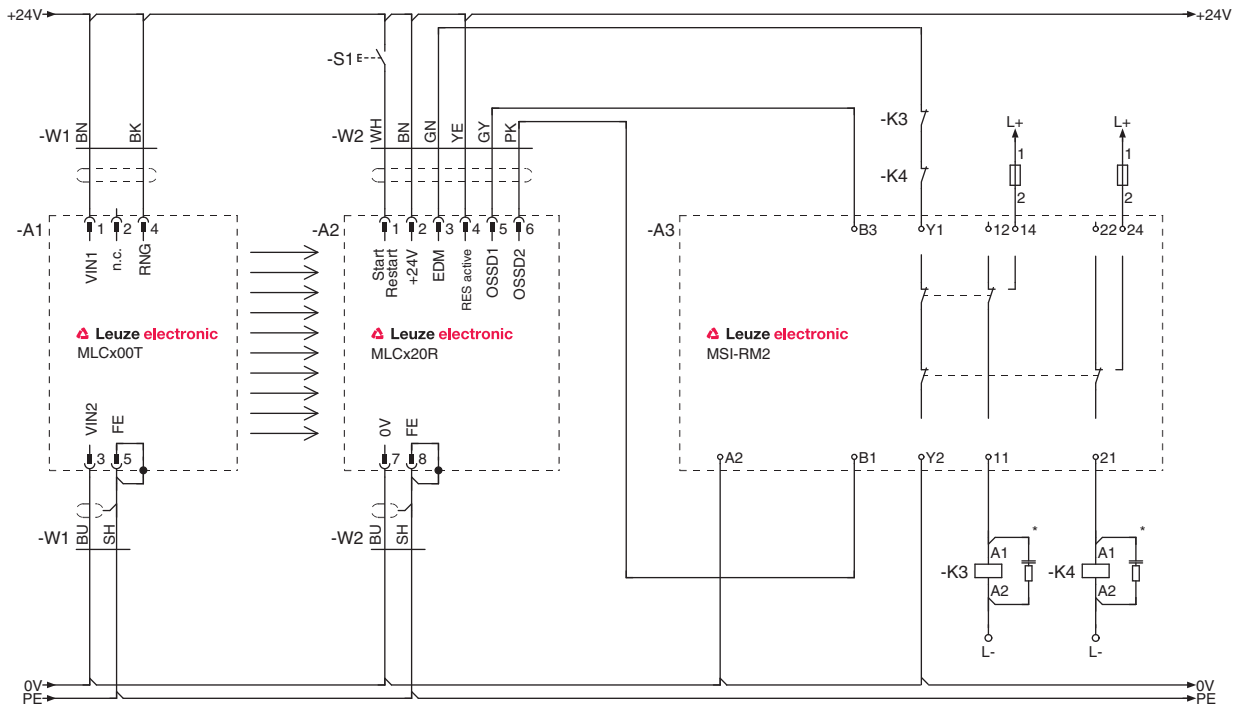 +24V +24V
-S1
-W1 BN BK
-W2 WH BN GN YE GY PK
-K3
-K4
L+ L+
1 1
2 2
-A1 1 2 4
VIN1 n.c. RNG
-A2 1 2 3 4 5 6
Start Restart +24V EDM RES active OSSD1 OSSD2
-A3 B3 Y1 12 14 22 24
Leuze electronic
MLCx00T
Leuze electronic
MLCx20R
Leuze electronic
MSI-RM2
VIN2 FE
3 5
0V FE
7 8
A2 B1 Y2 11 21
-W1 BU SH
-W2 BU SH
* *
-K3 A1 A2
-K4 A1 A2
L- L-
0V 0V
PE PE